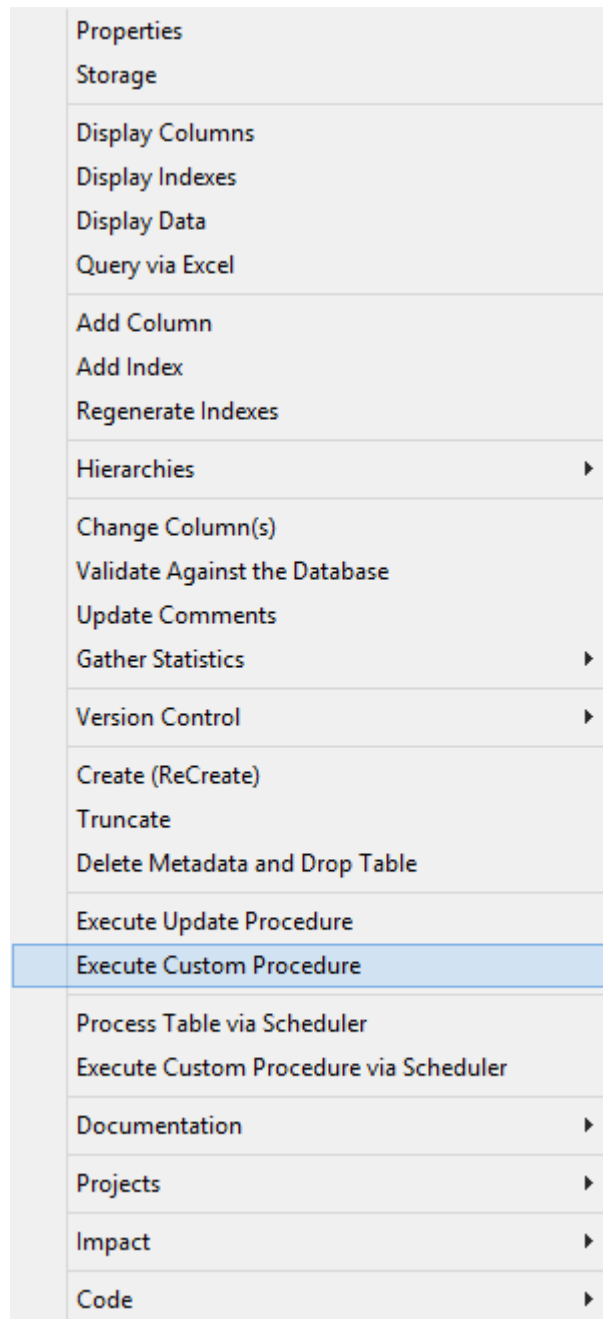 Properties
Storage
Display Columns
Display Indexes
Display Data
Query via Excel
Add Column
Add Index
Regenerate Indexes
Hierarchies
Change Column(s)
Validate Against the Database
Update Comments
Gather Statistics
Version Control
Create (ReCreate)
Truncate
Delete Metadata and Drop Table
Execute Update Procedure
Execute Custom Procedure
Process Table via Scheduler
Execute Custom Procedure via Scheduler
Documentation
Projects
Impact
Code